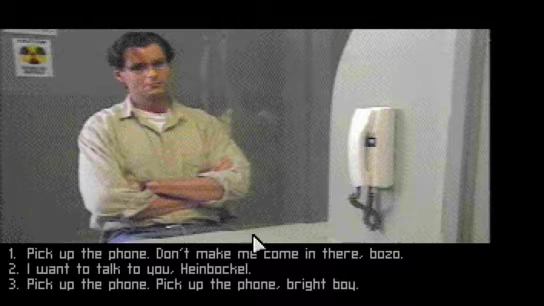 1. Pick up the phone. Don't make me come in there, bozo.
2. I want to talk to you, Heinbockel.
3. Pick up the phone. Pick up the phone, bright boy.